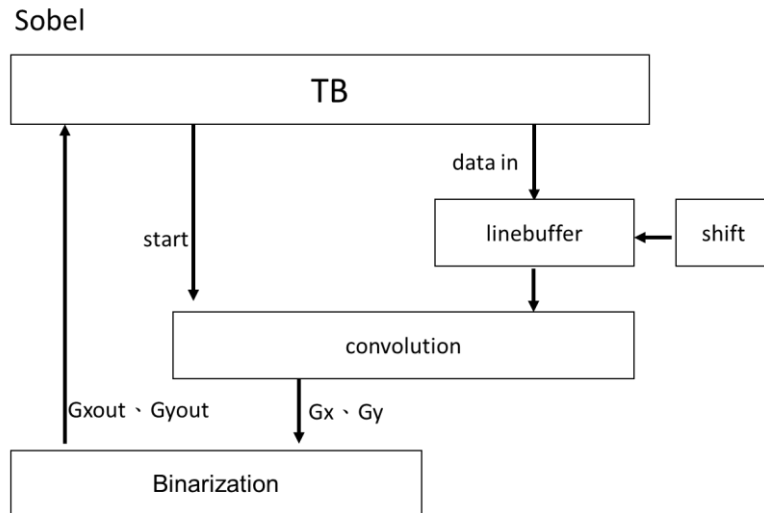 Sobel
TB
data in
linebuffer
shift
start
convolution
Gxout、Gyout
Gx、Gy
Binarization